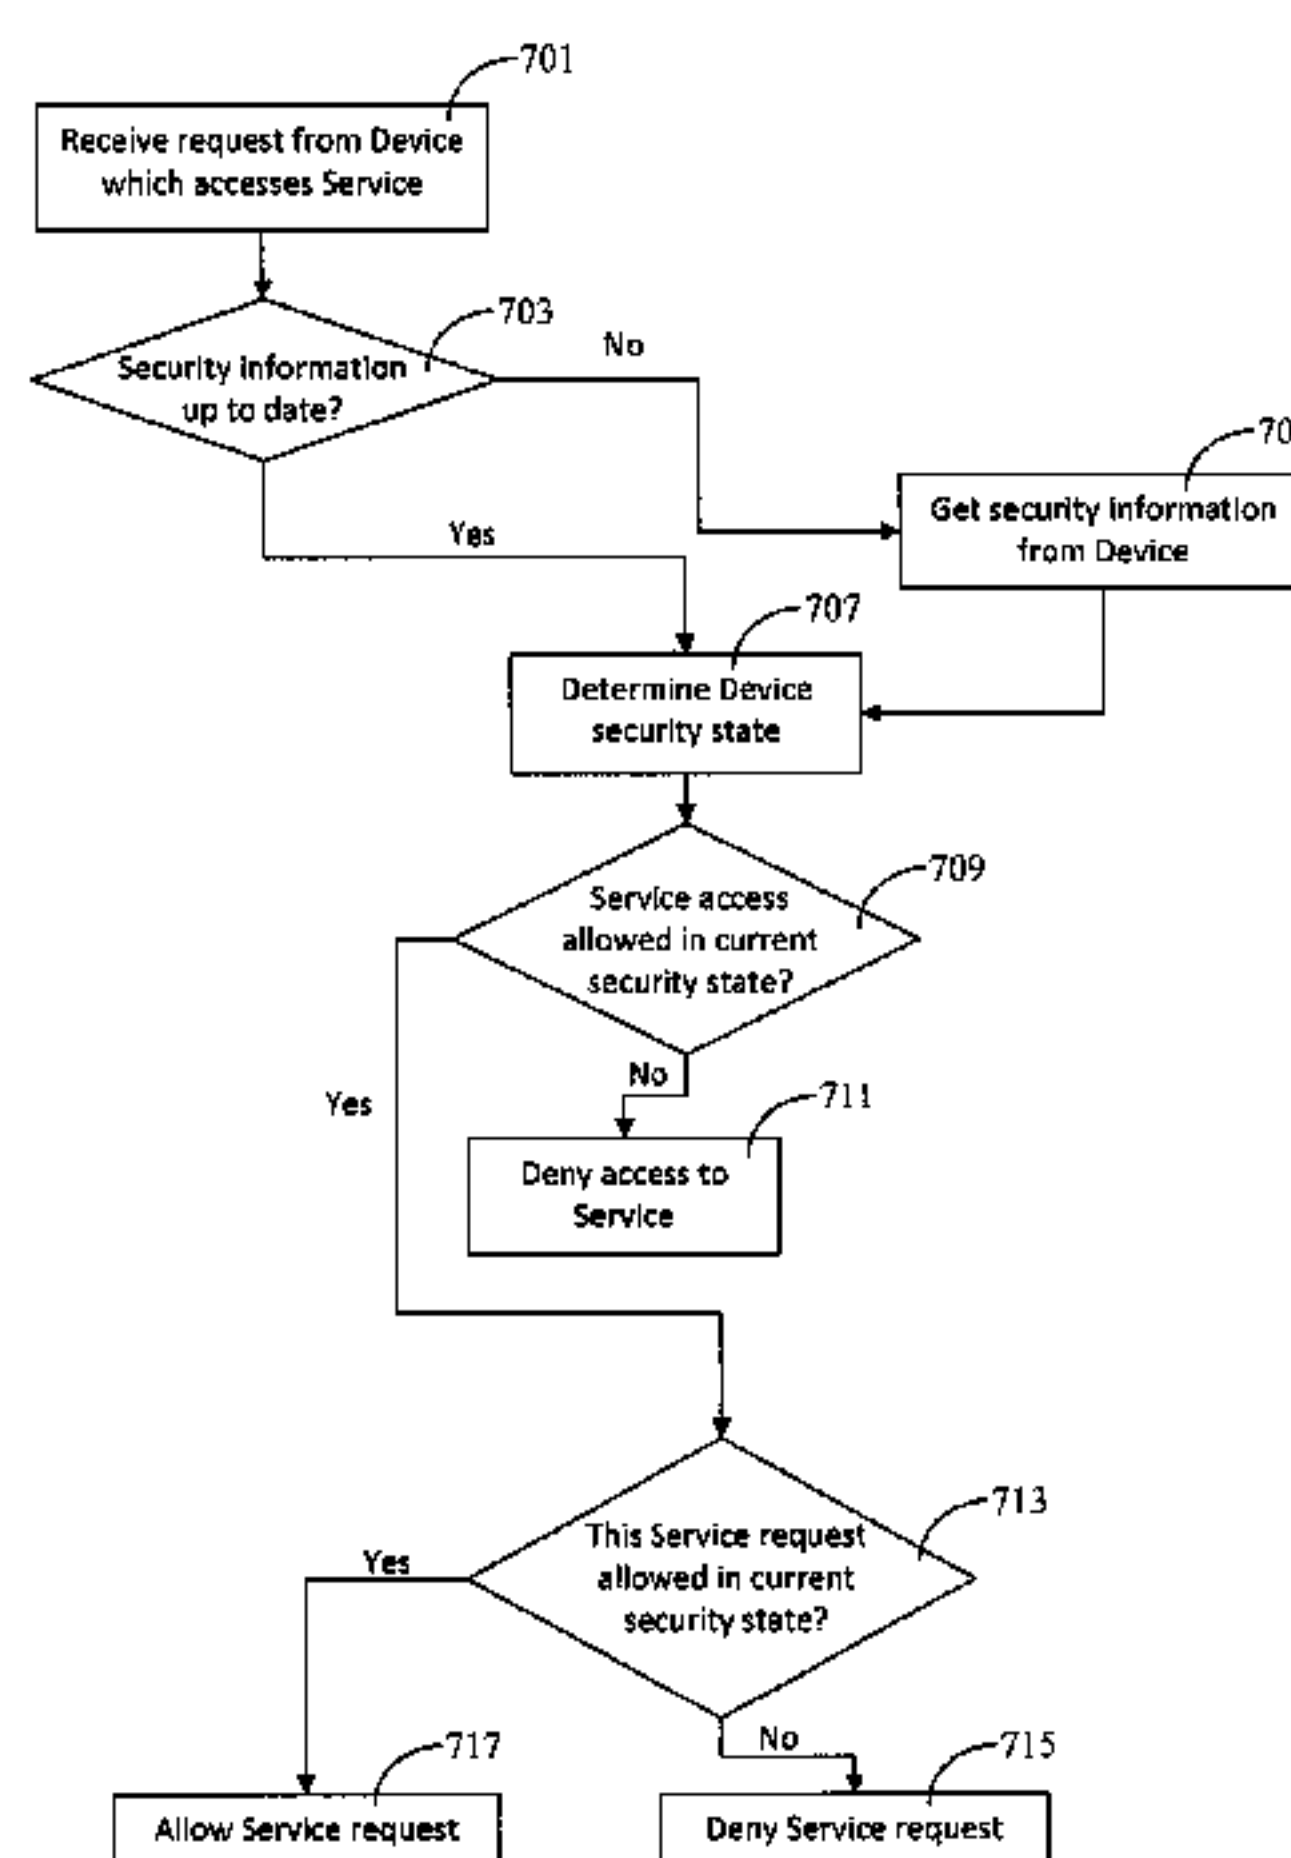 701
Receive request from Device
which accesses Service
703
Security information
up to date?
No
Yes
70
Get security information
from Device
707
Determine Device
security state
709
Service access
allowed in current
security state?
No
Yes
711
Deny access to
Service
713
This Service request
allowed in current
security state?
Yes
No
717
Allow Service request
715
Deny Service request